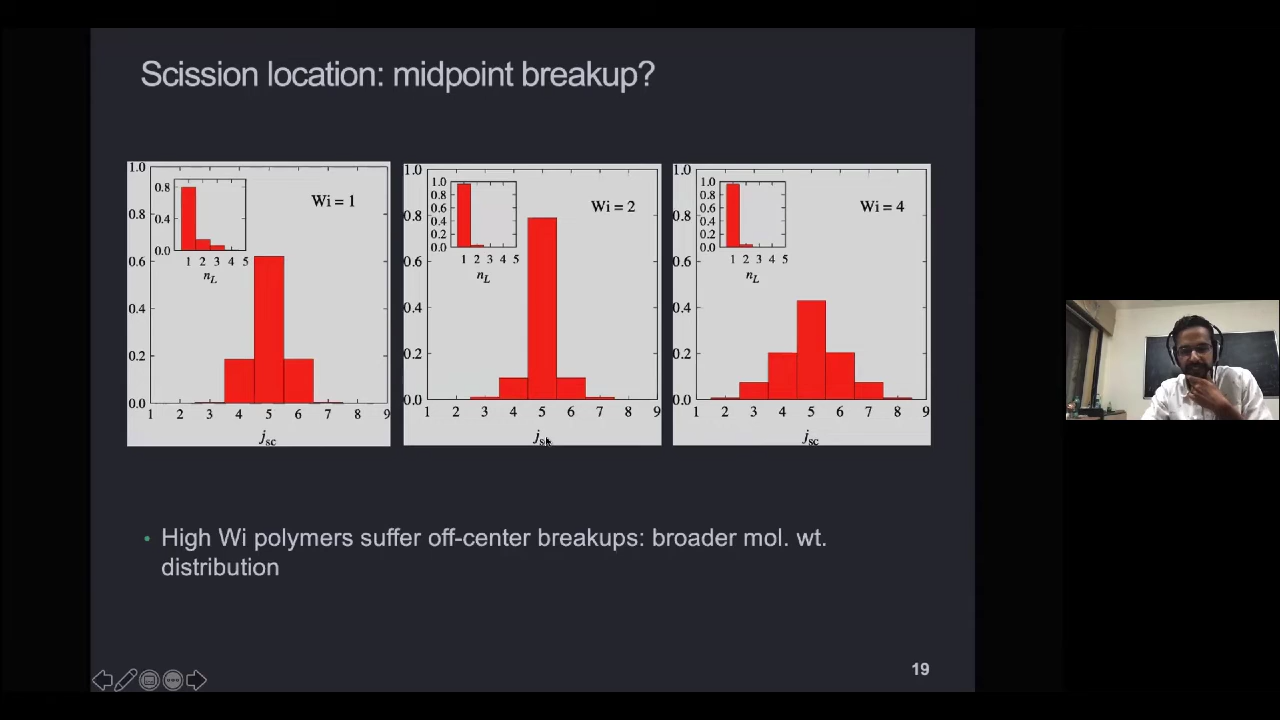 Scission location: midpoint breakup?
1.0
0.8
0.6
0.4
0.2
0.0
1 2 3 4 5 6 7 8 9
j_sc
Wi = 1
0.8
0.4
0.0
1 2 3 4 5
n_L
1.0
0.8
0.6
0.4
0.2
0.0
1 2 3 4 5 6 7 8 9
j_sc
Wi = 2
1.0
0.8
0.6
0.4
0.2
0.0
1 2 3 4 5
n_L
1.0
0.8
0.6
0.4
0.2
0.0
1 2 3 4 5 6 7 8 9
j_sc
Wi = 4
1.0
0.8
0.6
0.4
0.2
0.0
1 2 3 4 5
n_L
• High Wi polymers suffer off-center breakups: broader mol. wt.
distribution
19